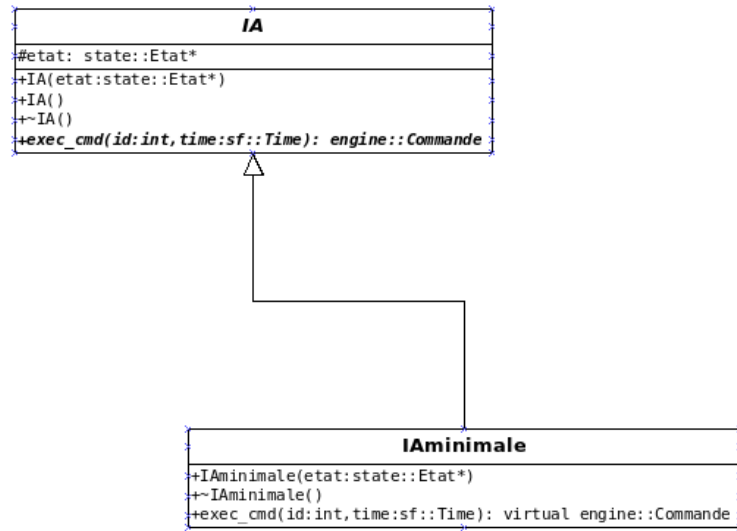 IA
#etat: state::Etat*
+IA(etat:state::Etat*)
+IA()
+~IA()
+exec_cmd(id:int,time:sf::Time): engine::Commande
IAminimale
+IAminimale(etat:state::Etat*)
+~IAminimale()
+exec_cmd(id:int,time:sf::Time): virtual engine::Commande